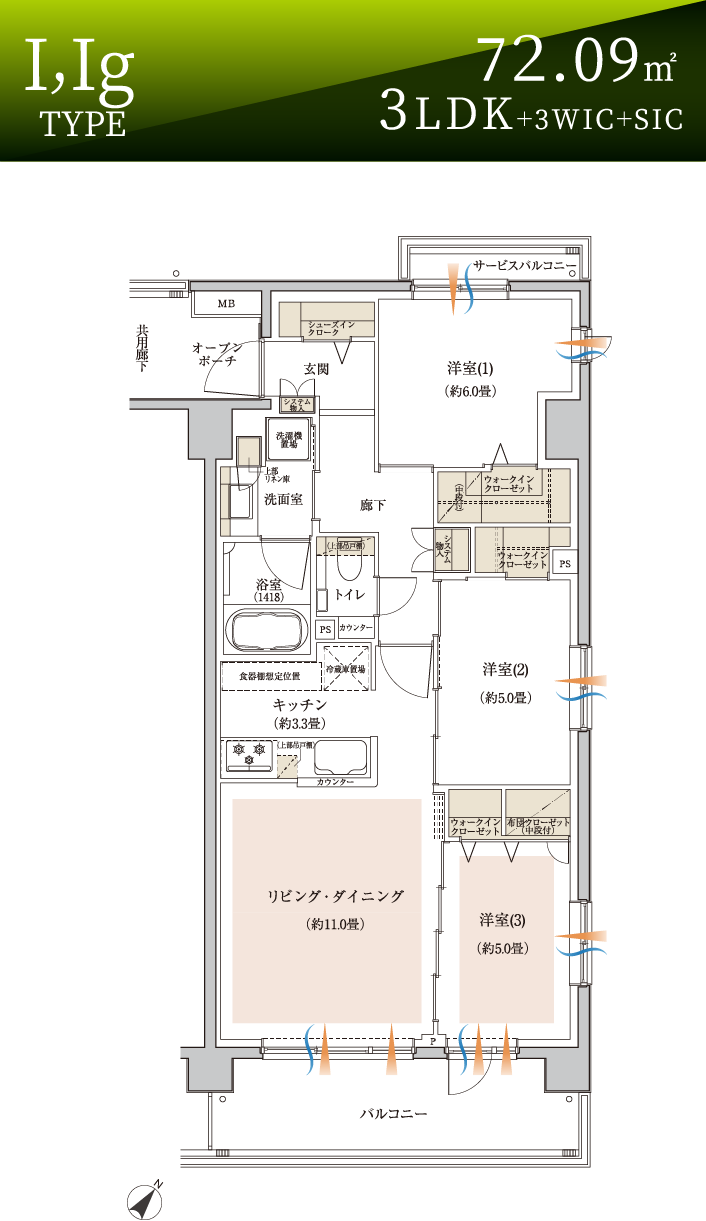 I,Ig
TYPE
72.09㎡
3LDK+3WIC+SIC
サービスバルコニー
MB
共用廊下
オープン
ポーチ
シューズイン
クローク
玄関
洋室(1)
(約6.0畳)
システム
物入
洗濯機
置場
上部
リネン庫
洗面室
廊下
(中段付)
ウォークイン
クローゼット
システム
物入
ウォークイン
クローゼット
PS
(上部吊戸棚)
浴室
(1418)
トイレ
PS
カウンター
食器棚想定位置
冷蔵庫置場
洋室(2)
(約5.0畳)
キッチン
(約3.3畳)
(上部吊戸棚)
カウンター
ウォークイン
クローゼット
布団クローゼット
(中段付)
リビング・ダイニング
(約11.0畳)
洋室(3)
(約5.0畳)
P
バルコニー
N